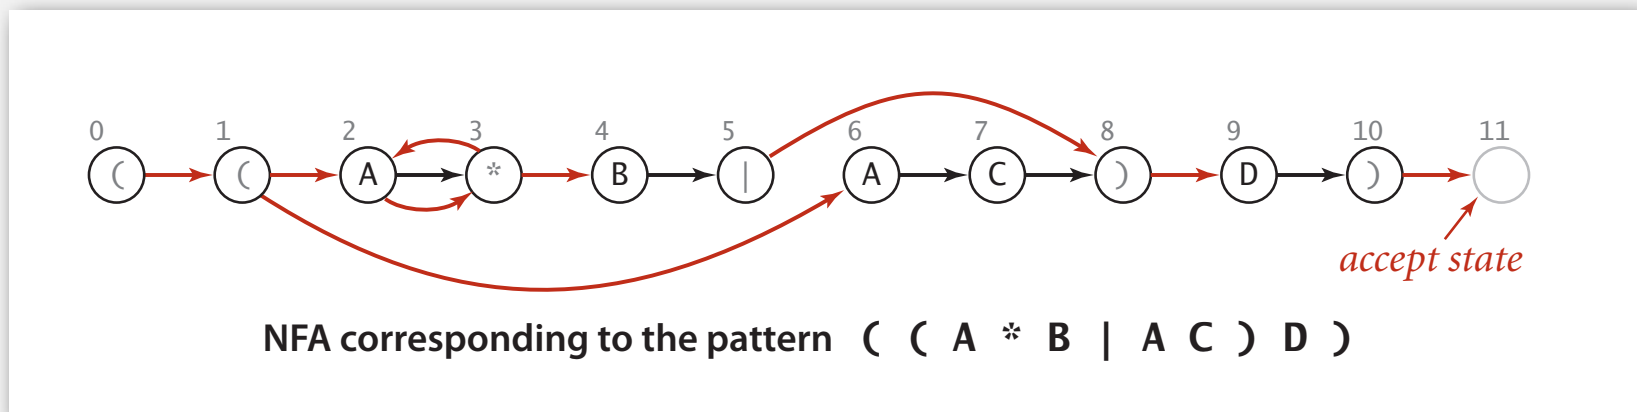 0 1 2 3 4 5 6 7 8 9 10 11
( ( A * B | A C ) D )
accept state
NFA corresponding to the pattern ( ( A * B | A C ) D )